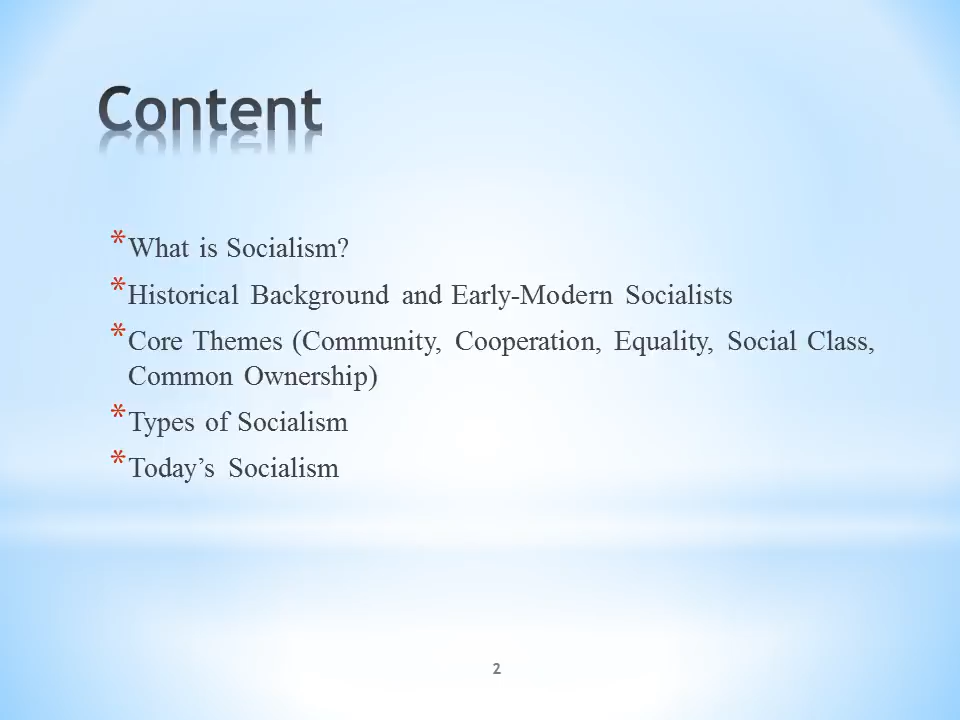 Content
*What is Socialism?
*Historical Background and Early-Modern Socialists
*Core Themes (Community, Cooperation, Equality, Social Class,
Common Ownership)
*Types of Socialism
*Today’s Socialism
2